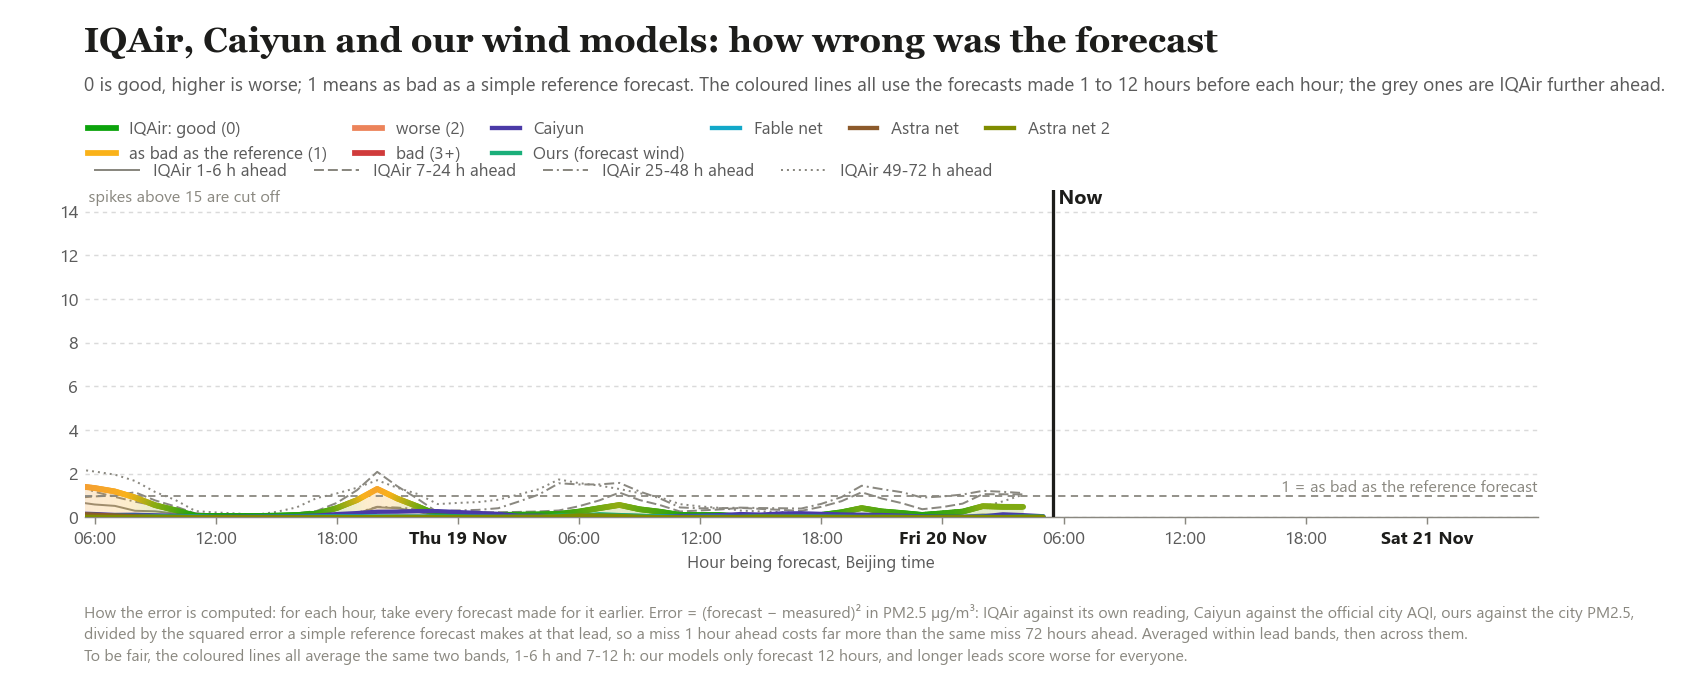 IQAir, Caiyun and our wind models: how wrong was the forecast
0 is good, higher is worse; 1 means as bad as a simple reference forecast. The coloured lines all use the forecasts made 1 to 12 hours before each hour; the grey ones are IQAir further ahead.
IQAir: good (0) worse (2) Caiyun Fable net Astra net Astra net 2
as bad as the reference (1) bad (3+) Ours (forecast wind)
IQAir 1-6 h ahead IQAir 7-24 h ahead IQAir 25-48 h ahead IQAir 49-72 h ahead
spikes above 15 are cut off
Now
14
12
10
8
6
4
2
1 = as bad as the reference forecast
0
06:00 12:00 18:00 Thu 19 Nov 06:00 12:00 18:00 Fri 20 Nov 06:00 12:00 18:00 Sat 21 Nov
Hour being forecast, Beijing time
How the error is computed: for each hour, take every forecast made for it earlier. Error = (forecast − measured)² in PM2.5 µg/m³: IQAir against its own reading, Caiyun against the official city AQI, ours against the city PM2.5,
divided by the squared error a simple reference forecast makes at that lead, so a miss 1 hour ahead costs far more than the same miss 72 hours ahead. Averaged within lead bands, then across them.
To be fair, the coloured lines all average the same two bands, 1-6 h and 7-12 h: our models only forecast 12 hours, and longer leads score worse for everyone.